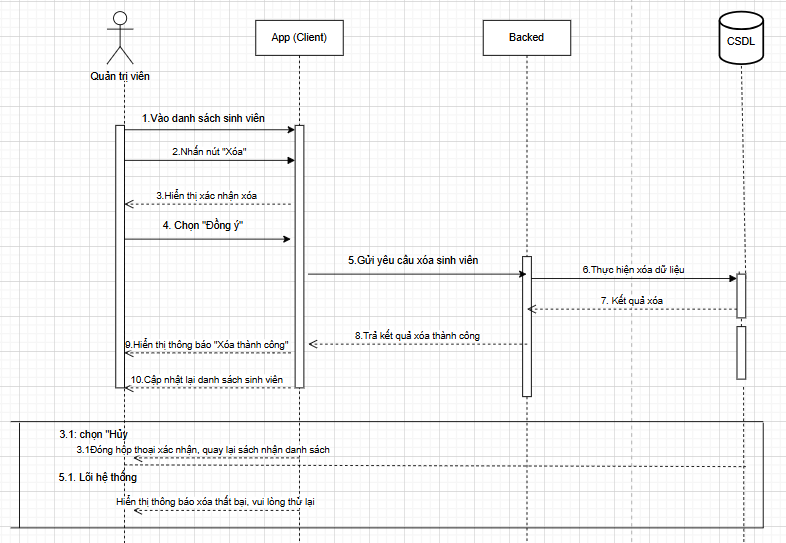 App (Client)
Backed
CSDL
Quản trị viên
1.Vào danh sách sinh viên
2.Nhấn nút "Xóa"
3.Hiển thị xác nhận xóa
4. Chọn "Đồng ý"
5.Gửi yêu cầu xóa sinh viên
6.Thực hiện xóa dữ liệu
7. Kết quả xóa
8.Trả kết quả xóa thành công
9.Hiển thị thông báo "Xóa thành công"
10.Cập nhật lại danh sách sinh viên
3.1: chọn "Hủy
3.1Đóng hôp thoại xác nhận, quay lại sách nhận danh sách
5.1. Lỗi hệ thống
Hiển thị thông báo xóa thất bại, vui lòng thử lại